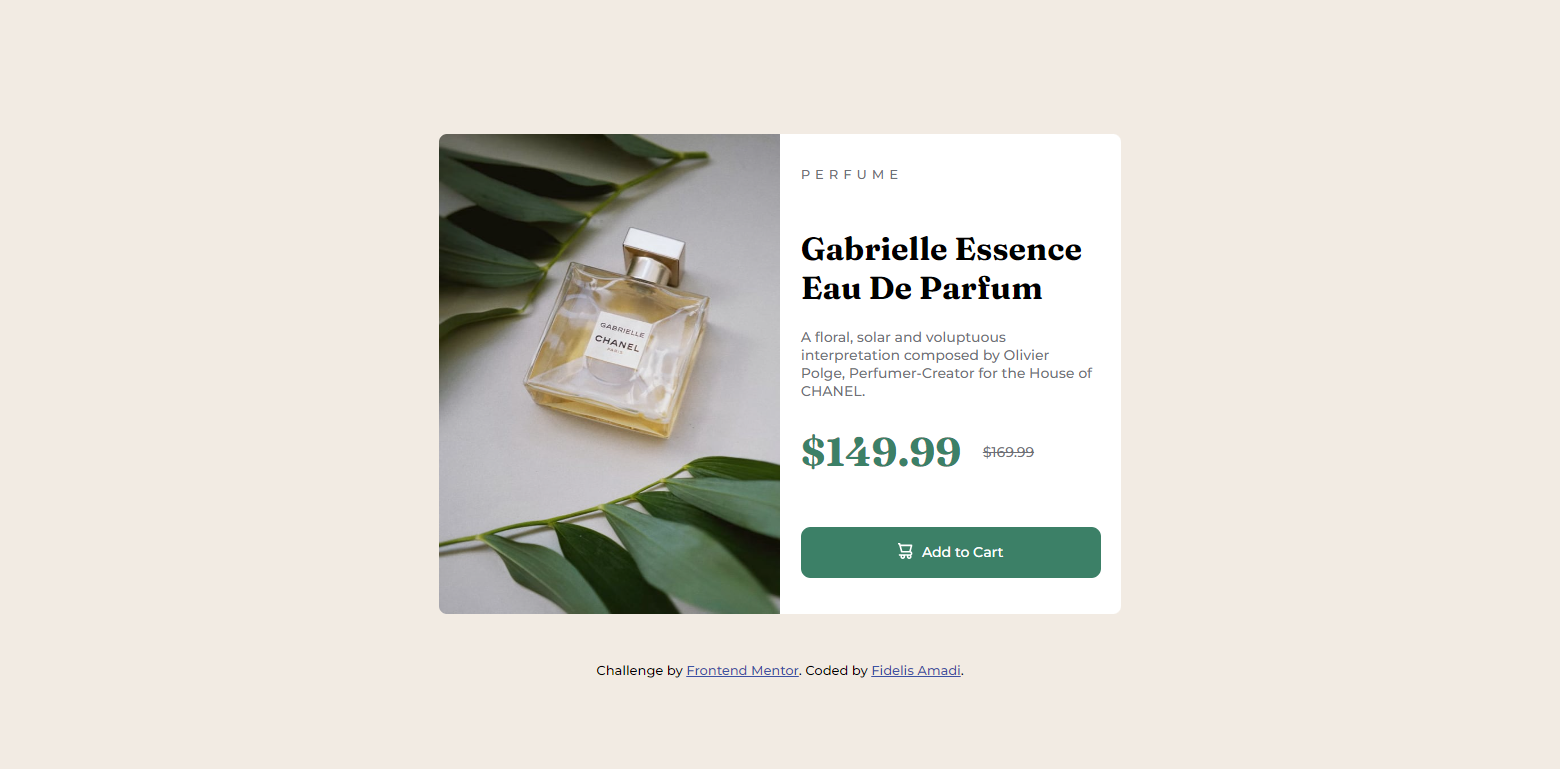 PERFUME
Gabrielle Essence
Eau De Parfum
A floral, solar and voluptuous
interpretation composed by Olivier
Polge, Perfumer-Creator for the House of
CHANEL.
$149.99 $169.99
Add to Cart
GABRIELLE
CHANEL
PARIS
Challenge by Frontend Mentor. Coded by Fidelis Amadi.